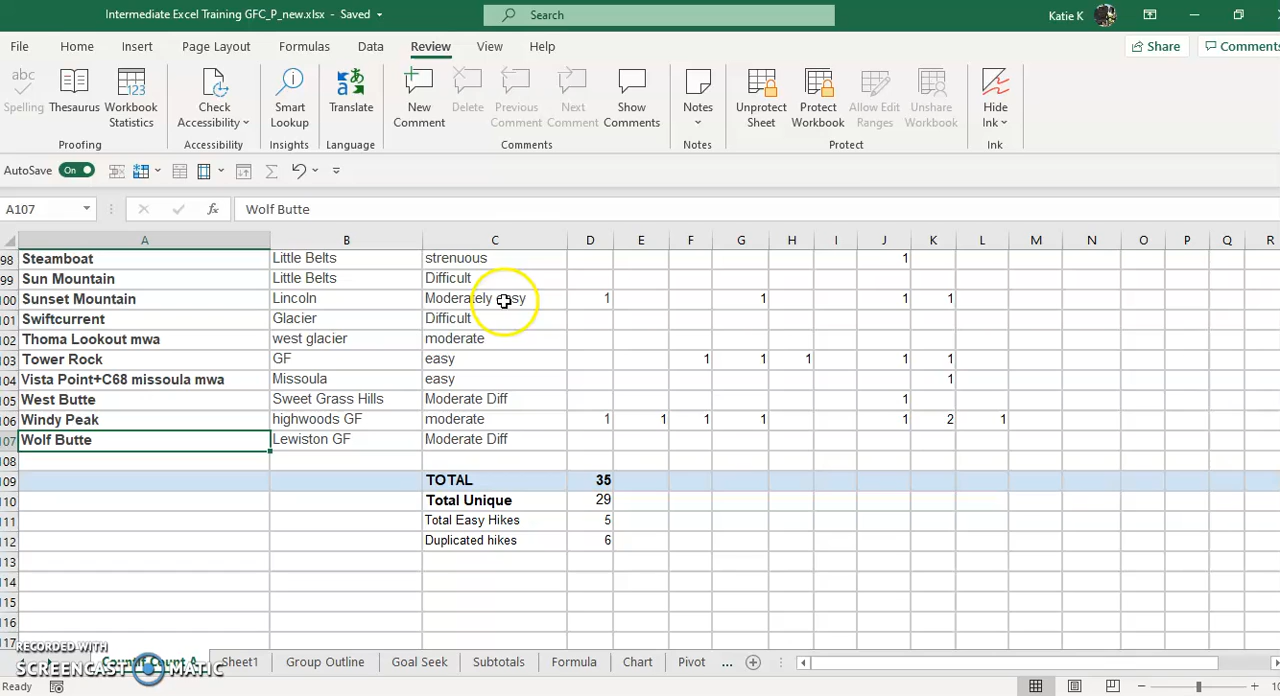 Intermediate Excel Training GFC_P_new.xlsx - Saved
Search
Katie K
File Home Insert Page Layout Formulas Data Review View Help
Share Comments
abc Spelling Thesaurus 123 Workbook Statistics
Check Accessibility Smart Lookup Translate
New Comment Delete Previous Comment Next Comment Show Comments
Notes Unprotect Sheet Protect Workbook Allow Edit Ranges Unshare Workbook Hide Ink
Proofing Accessibility Insights Language Comments Notes Protect Ink
AutoSave On
A107 fx Wolf Butte
A B C D E F G H I J K L M N O P Q R
98 Steamboat Little Belts strenuous 1
99 Sun Mountain Little Belts Difficult
100 Sunset Mountain Lincoln Moderately easy 1 1 1 1
101 Swiftcurrent Glacier Difficult
102 Thoma Lookout mwa west glacier moderate
103 Tower Rock GF easy 1 1 1 1 1
104 Vista Point+C68 missoula mwa Missoula easy 1
105 West Butte Sweet Grass Hills Moderate Diff 1
106 Windy Peak highwoods GF moderate 1 1 1 1 1 2 1
107 Wolf Butte Lewiston GF Moderate Diff
108
109 TOTAL 35
110 Total Unique 29
111 Total Easy Hikes 5
112 Duplicated hikes 6
113
114
115
116
117
RECORDED WITH
SCREENCAST MATIC
Sheet1 Group Outline Goal Seek Subtotals Formula Chart Pivot ...
Ready